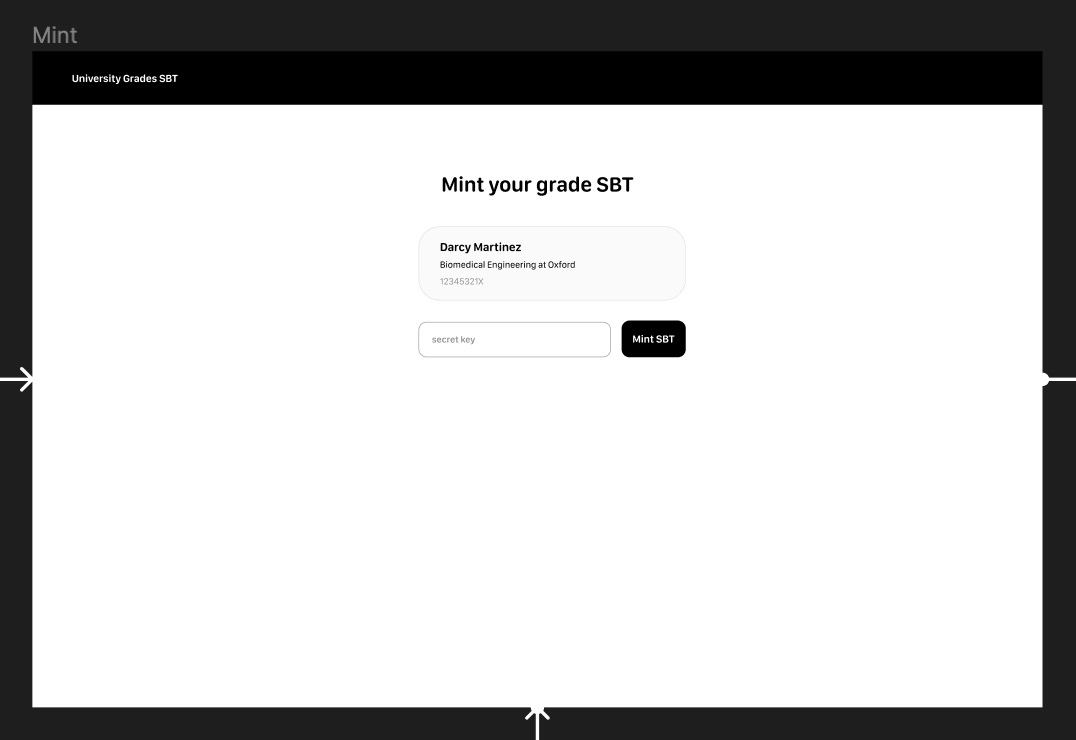 Mint
University Grades SBT
Mint your grade SBT
Darcy Martinez
Biomedical Engineering at Oxford
12345321X
secret key
Mint SBT